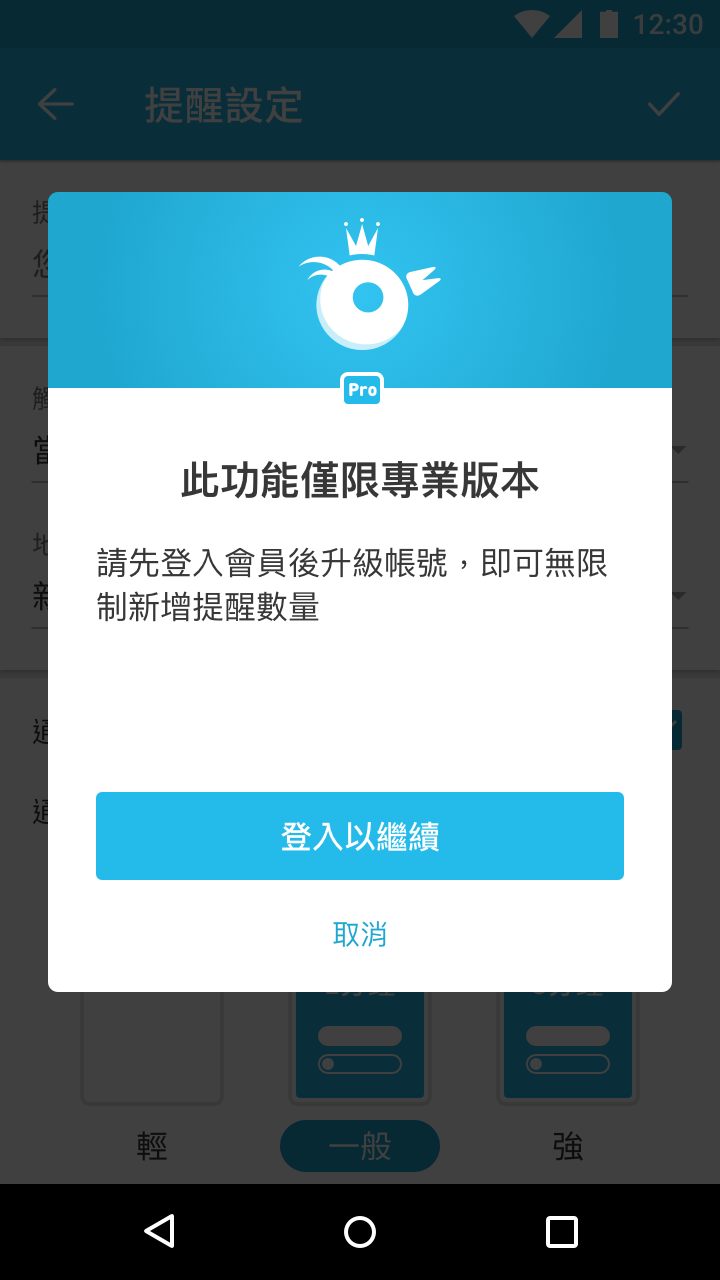 12:30
提醒設定
Pro
此功能僅限專業版本
請先登入會員後升級帳號，即可無限
制新增提醒數量
登入以繼續
取消
輕
一般
強